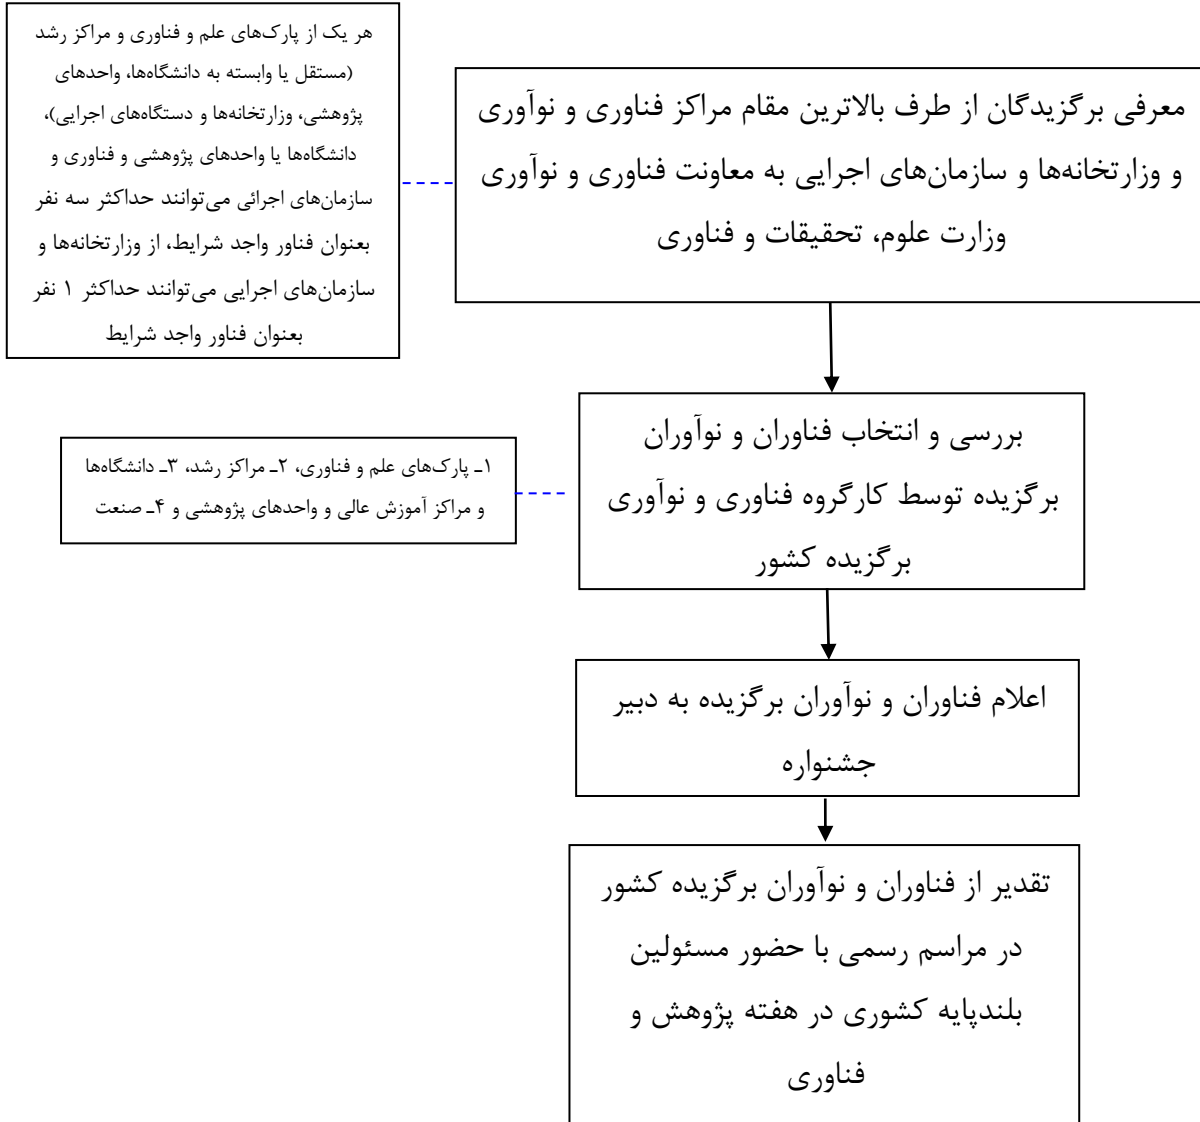 هر یک از پارک‌های علم و فناوری و مراکز رشد
(مستقل یا وابسته به دانشگاه‌ها، واحدهای
پژوهشی، وزارتخانه‌ها و دستگاه‌های اجرایی)،
دانشگاه‌ها یا واحدهای پژوهشی و فناوری و
سازمان‌های اجرائی می‌توانند حداکثر سه نفر
بعنوان فناور واجد شرایط، از وزارتخانه‌ها و
سازمان‌های اجرایی می‌توانند حداکثر ۱ نفر
بعنوان فناور واجد شرایط
معرفی برگزیدگان از طرف بالاترین مقام مراکز فناوری و نوآوری
و وزارتخانه‌ها و سازمان‌های اجرایی به معاونت فناوری و نوآوری
وزارت علوم، تحقیقات و فناوری
بررسی و انتخاب فناوران و نوآوران
برگزیده توسط کارگروه فناوری و نوآوری
برگزیده کشور
۱ـ پارک‌های علم و فناوری، ۲ـ مراکز رشد، ۳ـ دانشگاه‌ها
و مراکز آموزش عالی و واحدهای پژوهشی و ۴ـ صنعت
اعلام فناوران و نوآوران برگزیده به دبیر
جشنواره
تقدیر از فناوران و نوآوران برگزیده کشور
در مراسم رسمی با حضور مسئولین
بلندپایه کشوری در هفته پژوهش و
فناوری